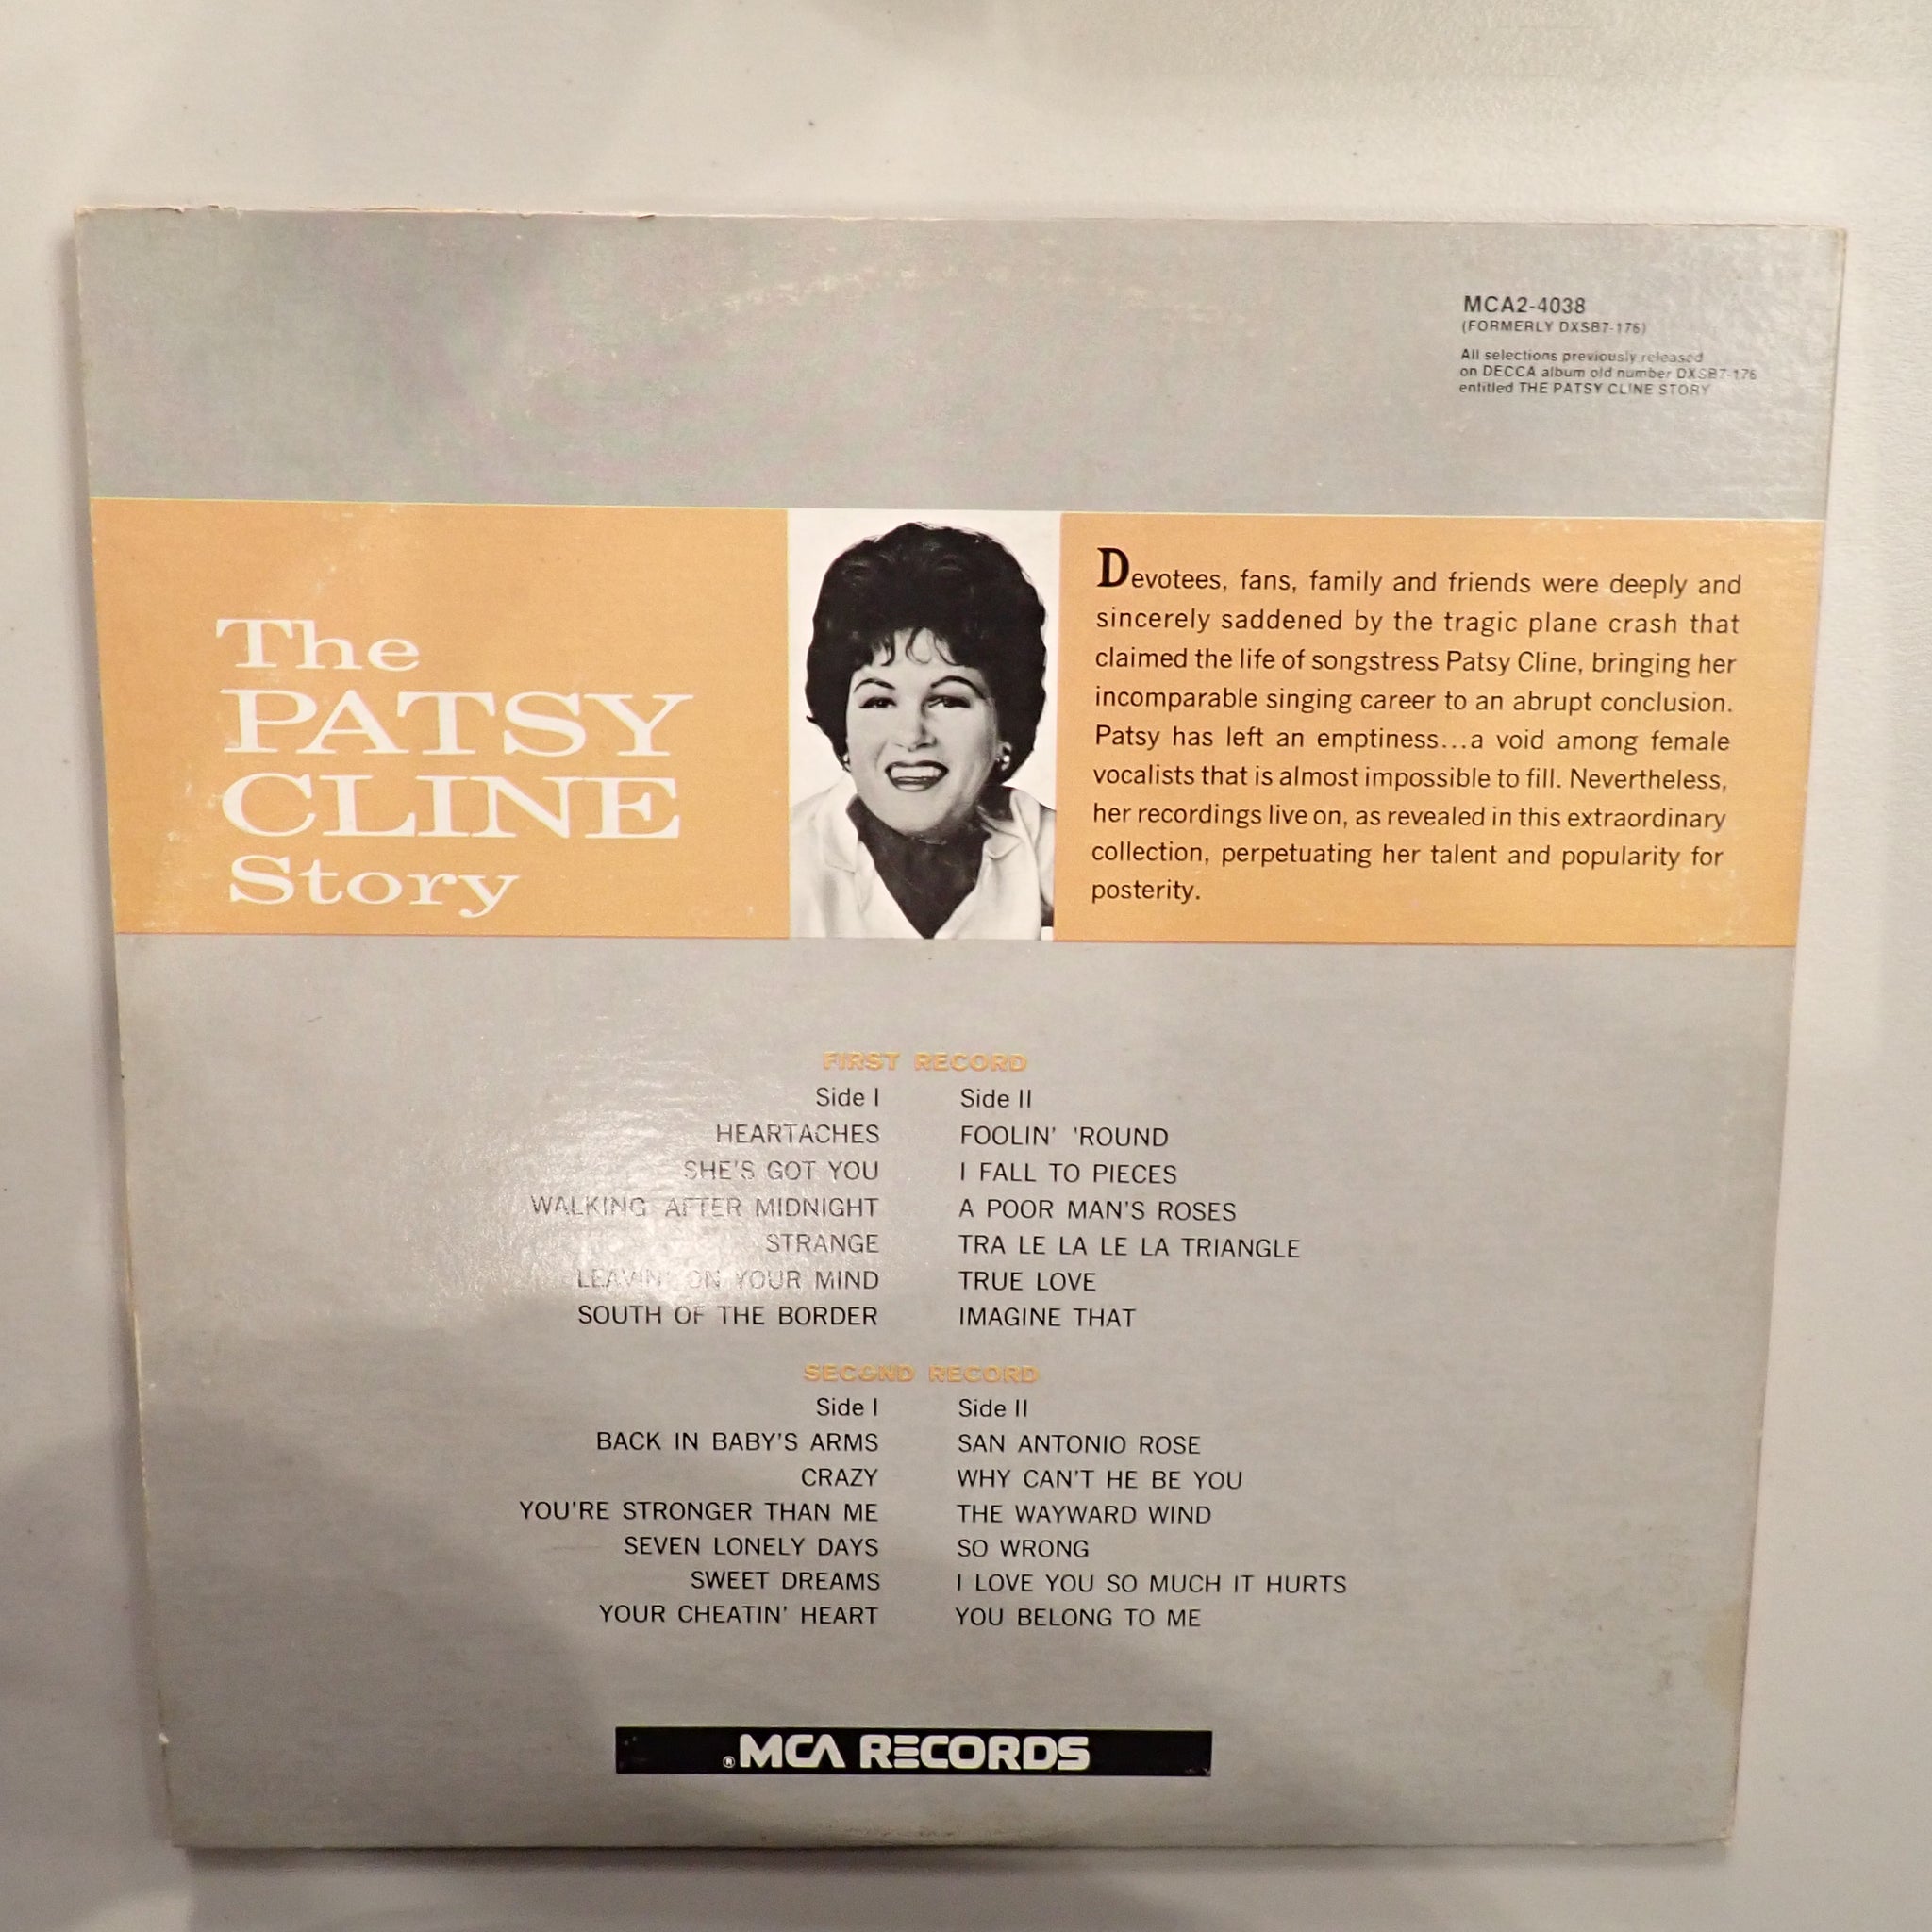 MCA2-4038
(FORMERLY DXSB7-176)
All selections previously released
on DECCA album old number DXSB7-176
entitled THE PATSY CLINE STORY
The
PATSY
CLINE
Story
Devotees, fans, family and friends were deeply and
sincerely saddened by the tragic plane crash that
claimed the life of songstress Patsy Cline, bringing her
incomparable singing career to an abrupt conclusion.
Patsy has left an emptiness...a void among female
vocalists that is almost impossible to fill. Nevertheless,
her recordings live on, as revealed in this extraordinary
collection, perpetuating her talent and popularity for
posterity.
FIRST RECORD
Side I
HEARTACHES
SHE'S GOT YOU
WALKING AFTER MIDNIGHT
STRANGE
LEAVIN' ON YOUR MIND
SOUTH OF THE BORDER
Side II
FOOLIN' 'ROUND
I FALL TO PIECES
A POOR MAN'S ROSES
TRA LE LA LE LA TRIANGLE
TRUE LOVE
IMAGINE THAT
SECOND RECORD
Side I
BACK IN BABY'S ARMS
CRAZY
YOU'RE STRONGER THAN ME
SEVEN LONELY DAYS
SWEET DREAMS
YOUR CHEATIN' HEART
Side II
SAN ANTONIO ROSE
WHY CAN'T HE BE YOU
THE WAYWARD WIND
SO WRONG
I LOVE YOU SO MUCH IT HURTS
YOU BELONG TO ME
® MCA RECORDS